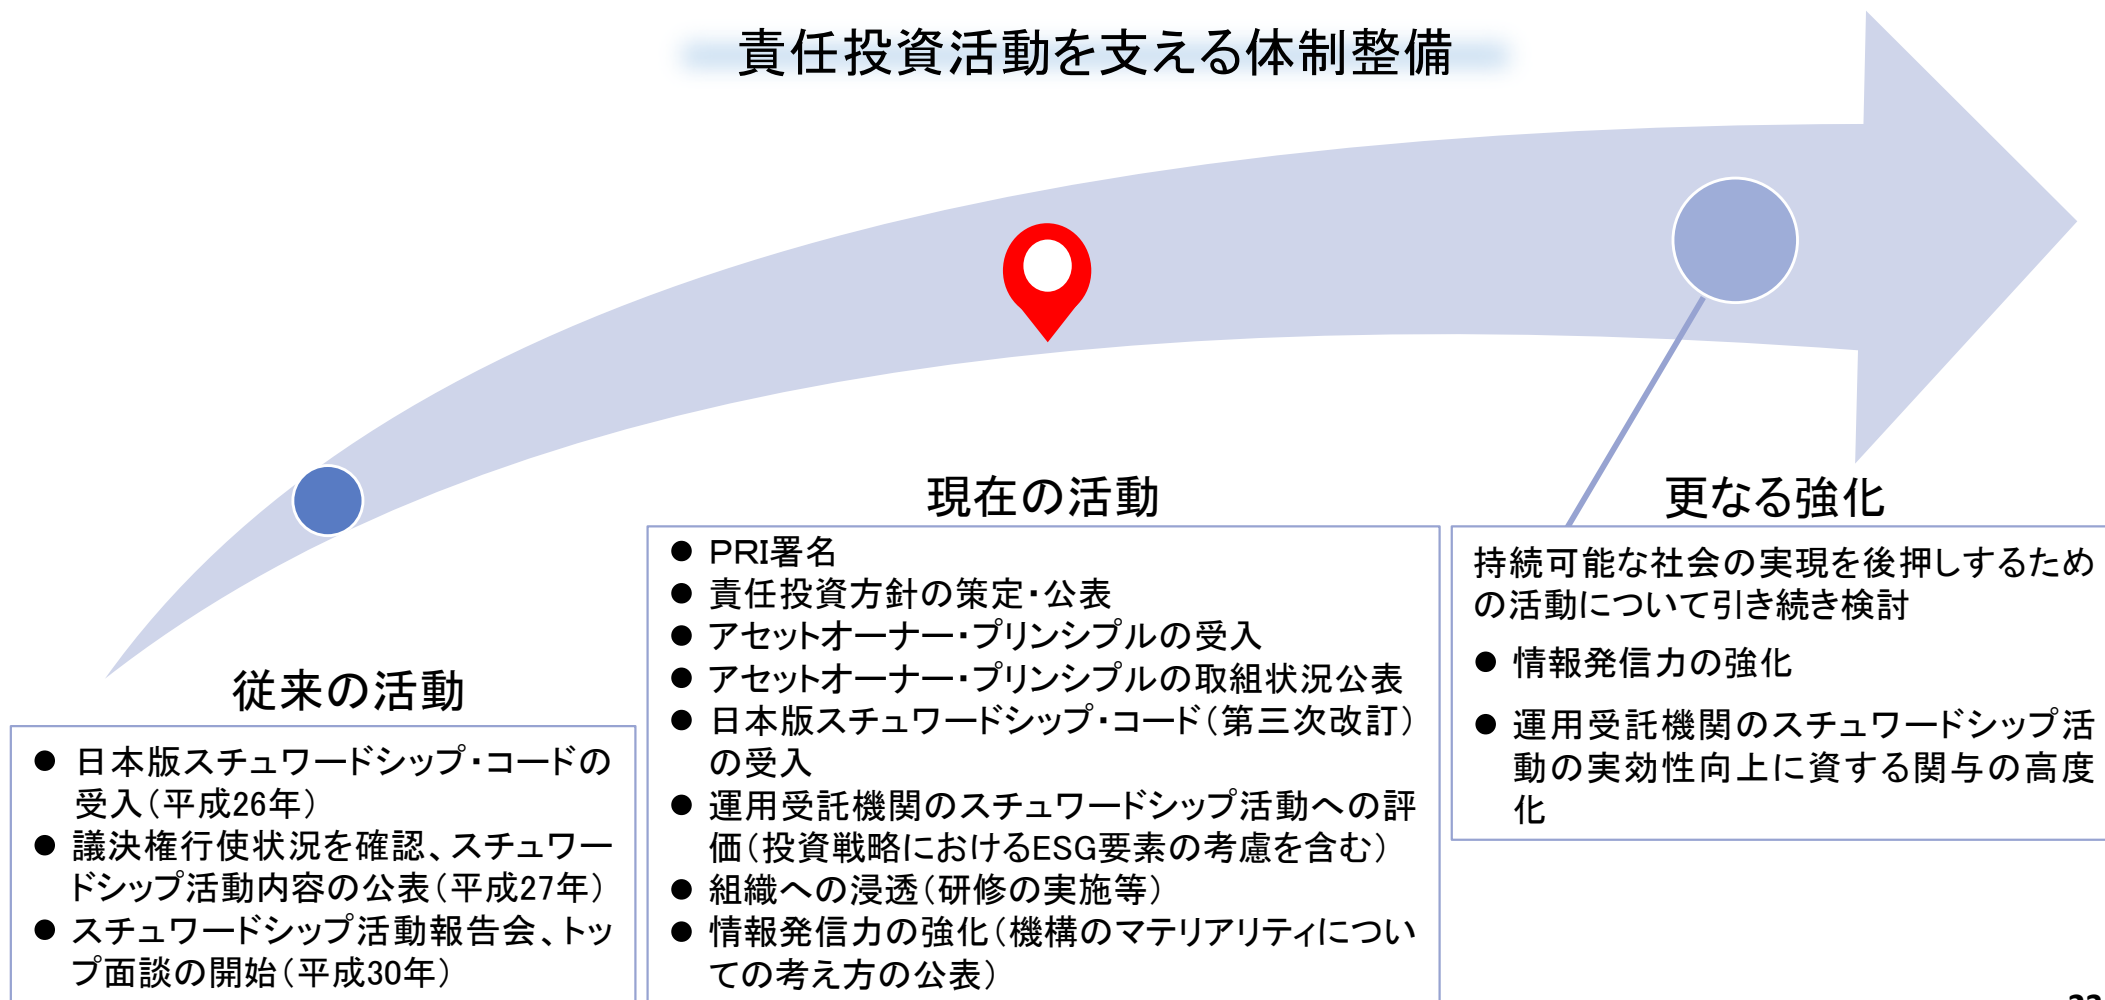 責任投資活動を支える体制整備
従来の活動
● 日本版スチュワードシップ・コードの
受入（平成26年）
● 議決権行使状況を確認、スチュワー
ドシップ活動内容の公表（平成27年）
● スチュワードシップ活動報告会、トッ
プ面談の開始（平成30年）
現在の活動
● PRI署名
● 責任投資方針の策定・公表
● アセットオーナー・プリンシプルの受入
● アセットオーナー・プリンシプルの取組状況公表
● 日本版スチュワードシップ・コード（第三次改訂）
の受入
● 運用受託機関のスチュワードシップ活動への評
価（投資戦略におけるESG要素の考慮を含む）
● 組織への浸透（研修の実施等）
● 情報発信力の強化（機構のマテリアリティについ
ての考え方の公表）
更なる強化
持続可能な社会の実現を後押しするため
の活動について引き続き検討
● 情報発信力の強化
● 運用受託機関のスチュワードシップ活
動の実効性向上に資する関与の高度
化